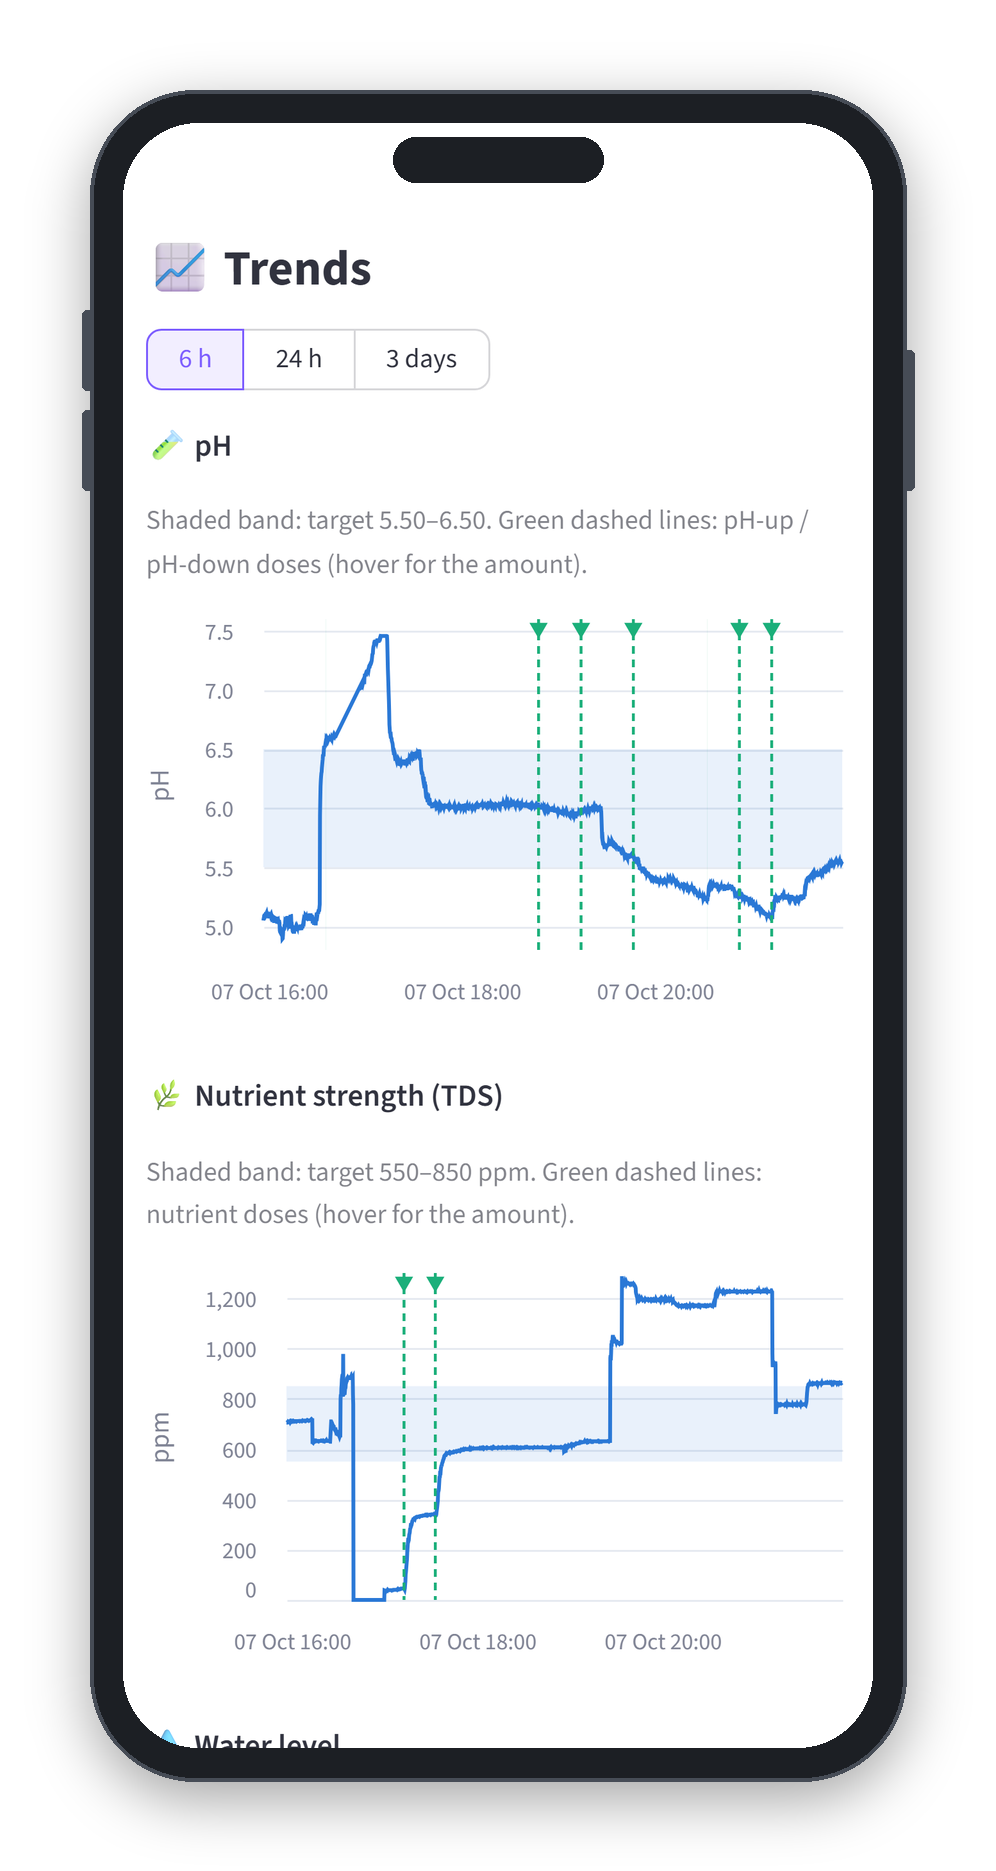 Trends
6 h
24 h
3 days
pH
Shaded band: target 5.50–6.50. Green dashed lines: pH-up /
pH-down doses (hover for the amount).
7.5
7.0
6.5
6.0
5.5
5.0
pH
07 Oct 16:00
07 Oct 18:00
07 Oct 20:00
Nutrient strength (TDS)
Shaded band: target 550–850 ppm. Green dashed lines:
nutrient doses (hover for the amount).
1,200
1,000
800
600
400
200
0
ppm
07 Oct 16:00
07 Oct 18:00
07 Oct 20:00
Water level